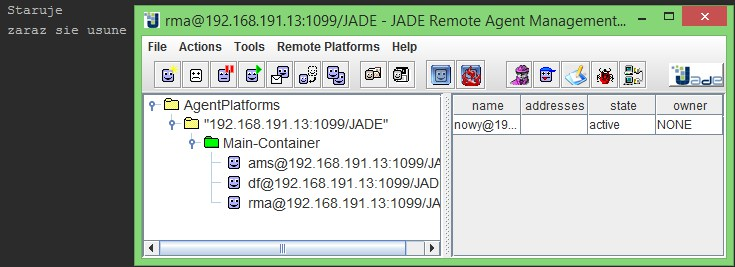 Staruje
zaraz sie usune
rma@192.168.191.13:1099/JADE - JADE Remote Agent Management...
File Actions Tools Remote Platforms Help
Jade
AgentPlatforms
"192.168.191.13:1099/JADE"
Main-Container
ams@192.168.191.13:1099/JA
df@192.168.191.13:1099/JAD
rma@192.168.191.13:1099/JA
name addresses state owner
nowy@19... active NONE